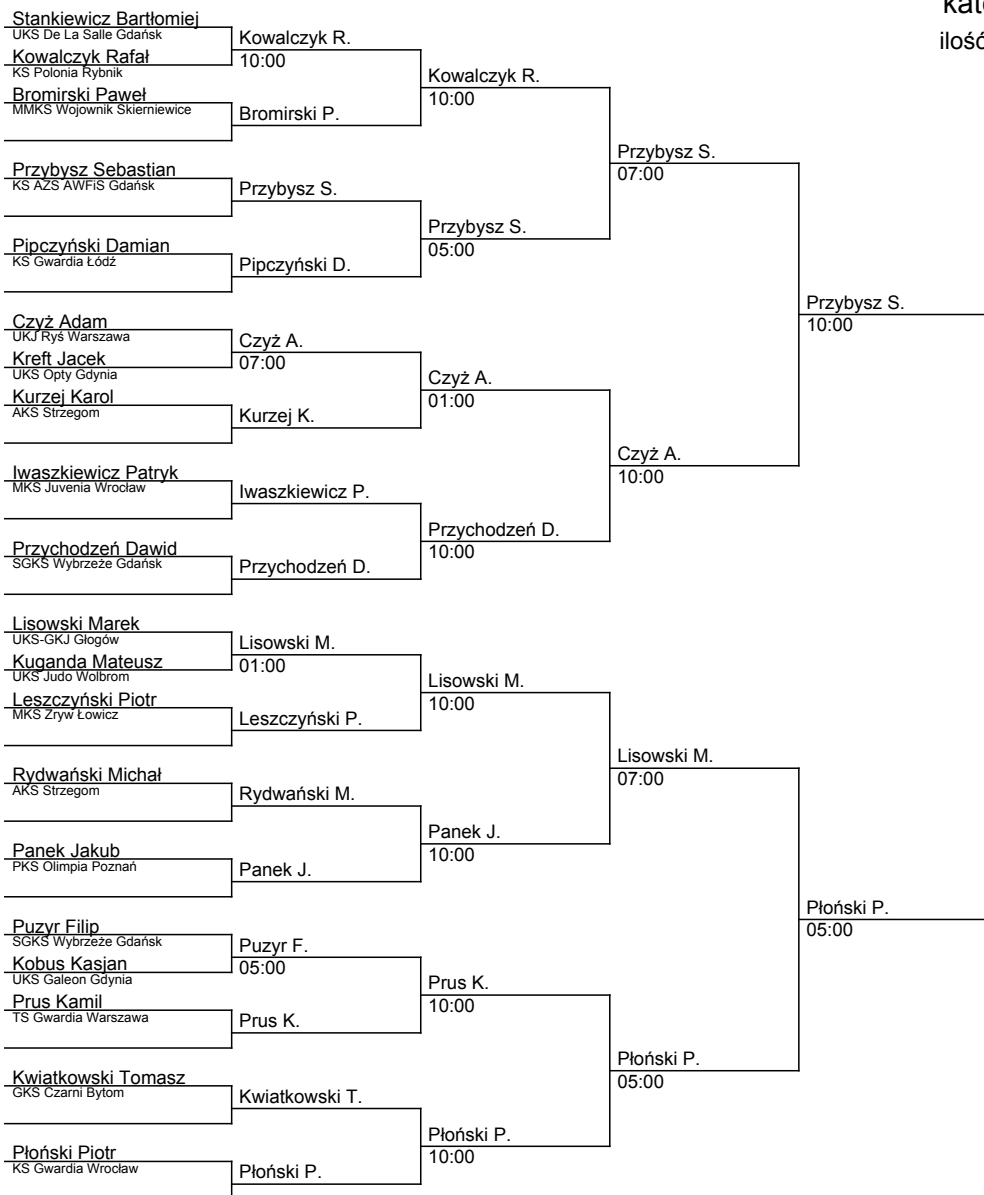 kate
ilość
Stankiewicz Bartłomiej
UKS De La Salle Gdańsk
Kowalczyk Rafał
KS Polonia Rybnik
Bromirski Paweł
MMKS Wojownik Skierniewice
Przybysz Sebastian
KS AZS AWFiS Gdańsk
Pipczyński Damian
KS Gwardia Łódź
Czyż Adam
UKJ Ryś Warszawa
Kreft Jacek
UKS Opty Gdynia
Kurzej Karol
AKS Strzegom
Iwaszkiewicz Patryk
MKS Juvenia Wrocław
Przychodzeń Dawid
SGKS Wybrzeże Gdańsk
Lisowski Marek
UKS-GKJ Głogów
Kuganda Mateusz
UKS Judo Wolbrom
Leszczyński Piotr
MKS Zryw Łowicz
Rydwański Michał
AKS Strzegom
Panek Jakub
PKS Olimpia Poznań
Puzyr Filip
SGKS Wybrzeże Gdańsk
Kobus Kasjan
UKS Galeon Gdynia
Prus Kamil
TS Gwardia Warszawa
Kwiatkowski Tomasz
GKS Czarni Bytom
Płoński Piotr
KS Gwardia Wrocław
Kowalczyk R.
10:00
Bromirski P.
Przybysz S.
Pipczyński D.
Czyż A.
07:00
Kurzej K.
Iwaszkiewicz P.
Przychodzeń D.
Lisowski M.
01:00
Leszczyński P.
Rydwański M.
Panek J.
Puzyr F.
05:00
Prus K.
Kwiatkowski T.
Płoński P.
Kowalczyk R.
10:00
Przybysz S.
05:00
Czyż A.
01:00
Przychodzeń D.
10:00
Lisowski M.
10:00
Panek J.
10:00
Prus K.
10:00
Płoński P.
10:00
Przybysz S.
07:00
Czyż A.
10:00
Lisowski M.
07:00
Płoński P.
05:00
Przybysz S.
10:00
Płoński P.
05:00